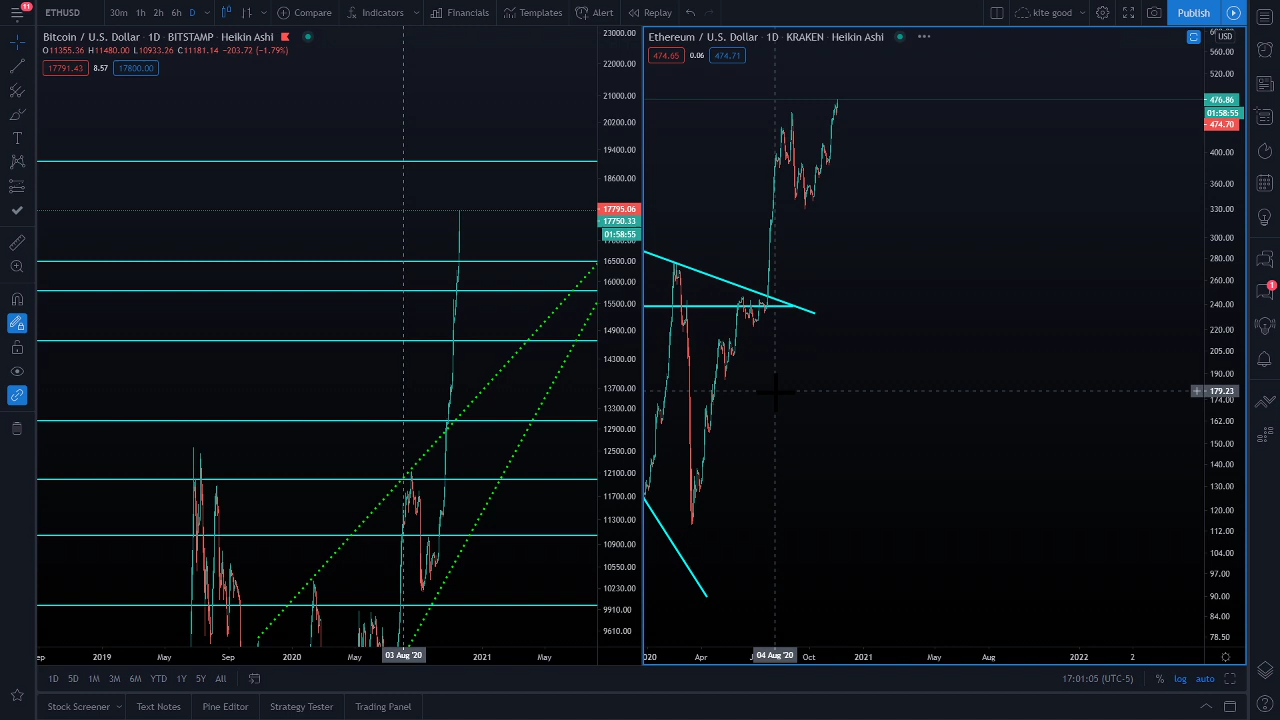 11
ETHUSD
30m 1h 2h 6h D
Compare
Indicators
Financials
Templates
Alert
Replay
kite good
Publish
Bitcoin / U.S. Dollar · 1D · BITSTAMP · Heikin Ashi
O11355.36 H11480.00 L10933.26 C11181.14 −203.72 (−1.79%)
17791.43 8.57 17800.00
23000.00
22000.00
21000.00
20200.00
19400.00
18600.00
17795.06
17750.33
01:58:55
16500.00
16000.00
15500.00
14900.00
14300.00
13700.00
13300.00
12900.00
12500.00
12100.00
11700.00
11300.00
10900.00
10560.00
10230.00
9910.00
9610.00
2019 May Sep 2020 May 03 Aug '20 2021 May
Ethereum / U.S. Dollar · 1D · KRAKEN · Heikin Ashi
474.65 0.06 474.71
USD
560.00
520.00
476.86
01:58:55
474.70
400.00
360.00
330.00
300.00
280.00
260.00
240.00
220.00
205.00
190.00
179.23
174.00
162.00
150.00
140.00
130.00
120.00
112.00
104.00
97.00
90.00
84.00
78.50
Apr 04 Aug '20 Oct 2021 May Aug 2022 2
1
1D 5D 1M 3M 6M YTD 1Y 5Y All
17:01:05 (UTC-5)
% log auto
Stock Screener
Text Notes
Pine Editor
Strategy Tester
Trading Panel